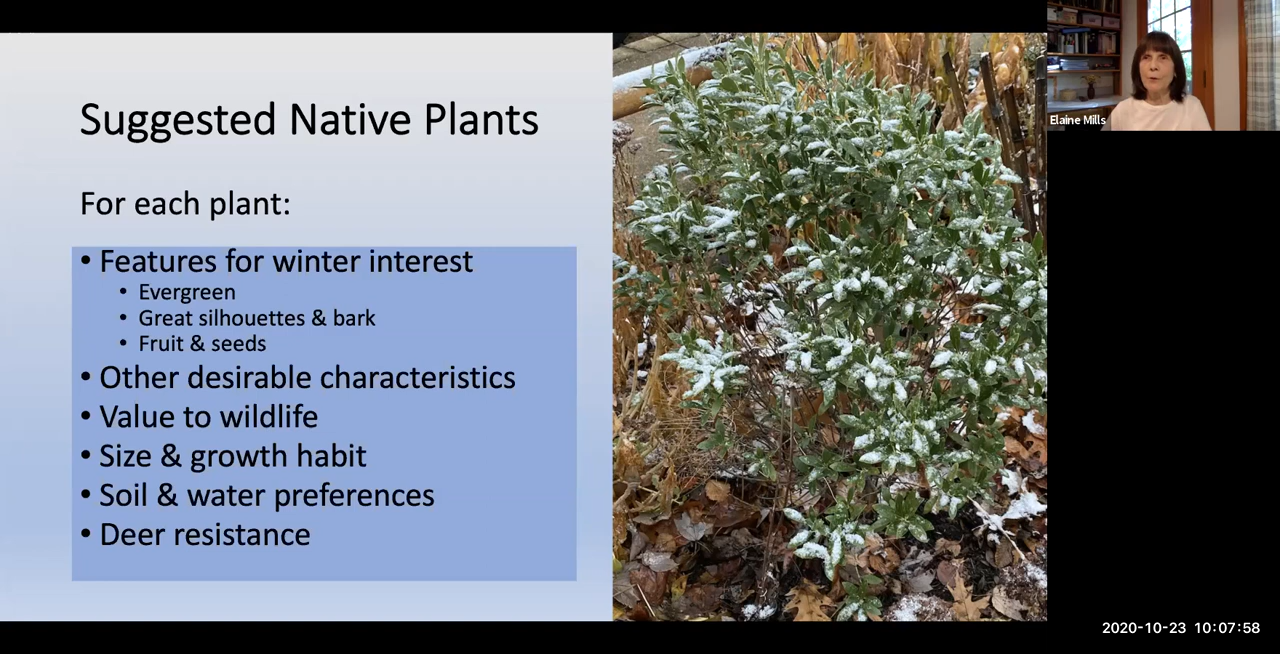 Suggested Native Plants
For each plant:
• Features for winter interest
• Evergreen
• Great silhouettes & bark
• Fruit & seeds
• Other desirable characteristics
• Value to wildlife
• Size & growth habit
• Soil & water preferences
• Deer resistance
Elaine Mills
2020-10-23 10:07:58